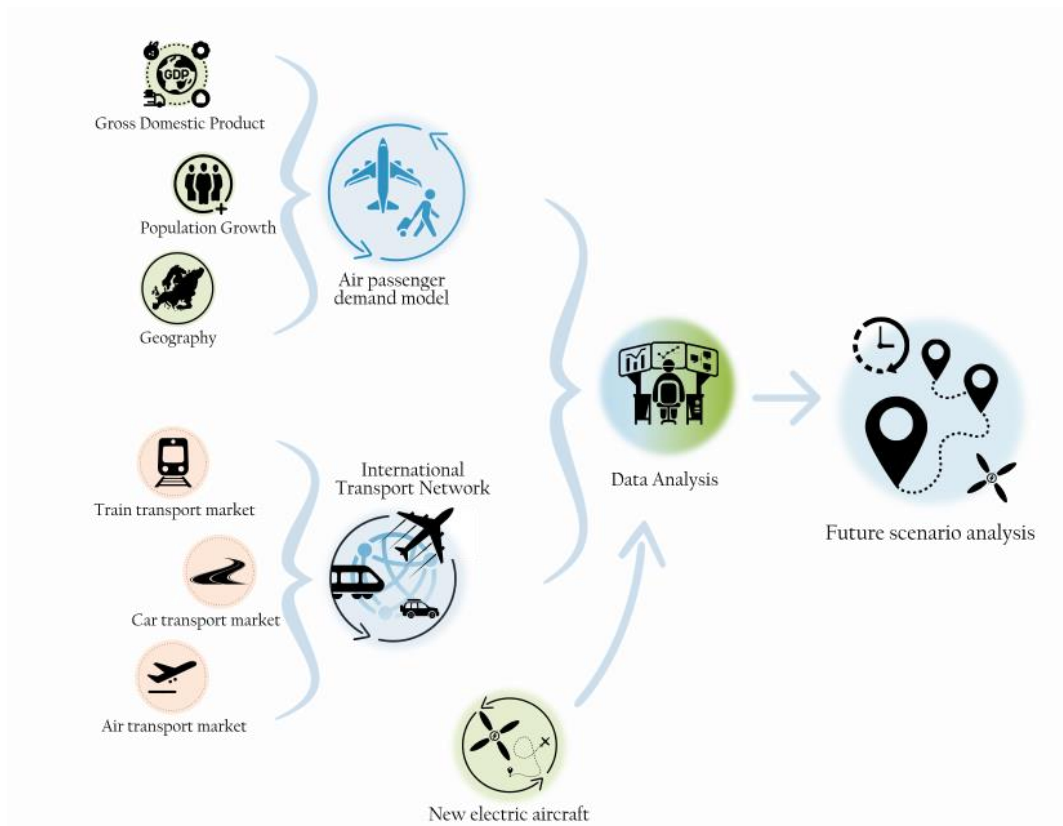 GDP
Gross Domestic Product
Population Growth
Geography
Air passenger
demand model
Train transport market
Car transport market
Air transport market
International
Transport Network
New electric aircraft
Data Analysis
Future scenario analysis